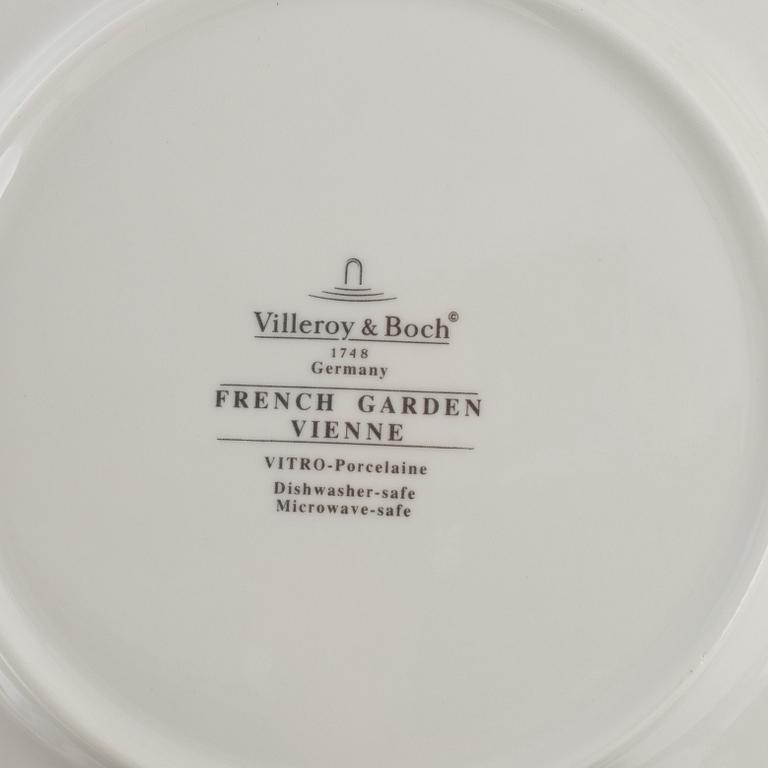 Villeroy & Boch©
1748
Germany
FRENCH GARDEN
VIENNE
VITRO-Porcelaine
Dishwasher-safe
Microwave-safe